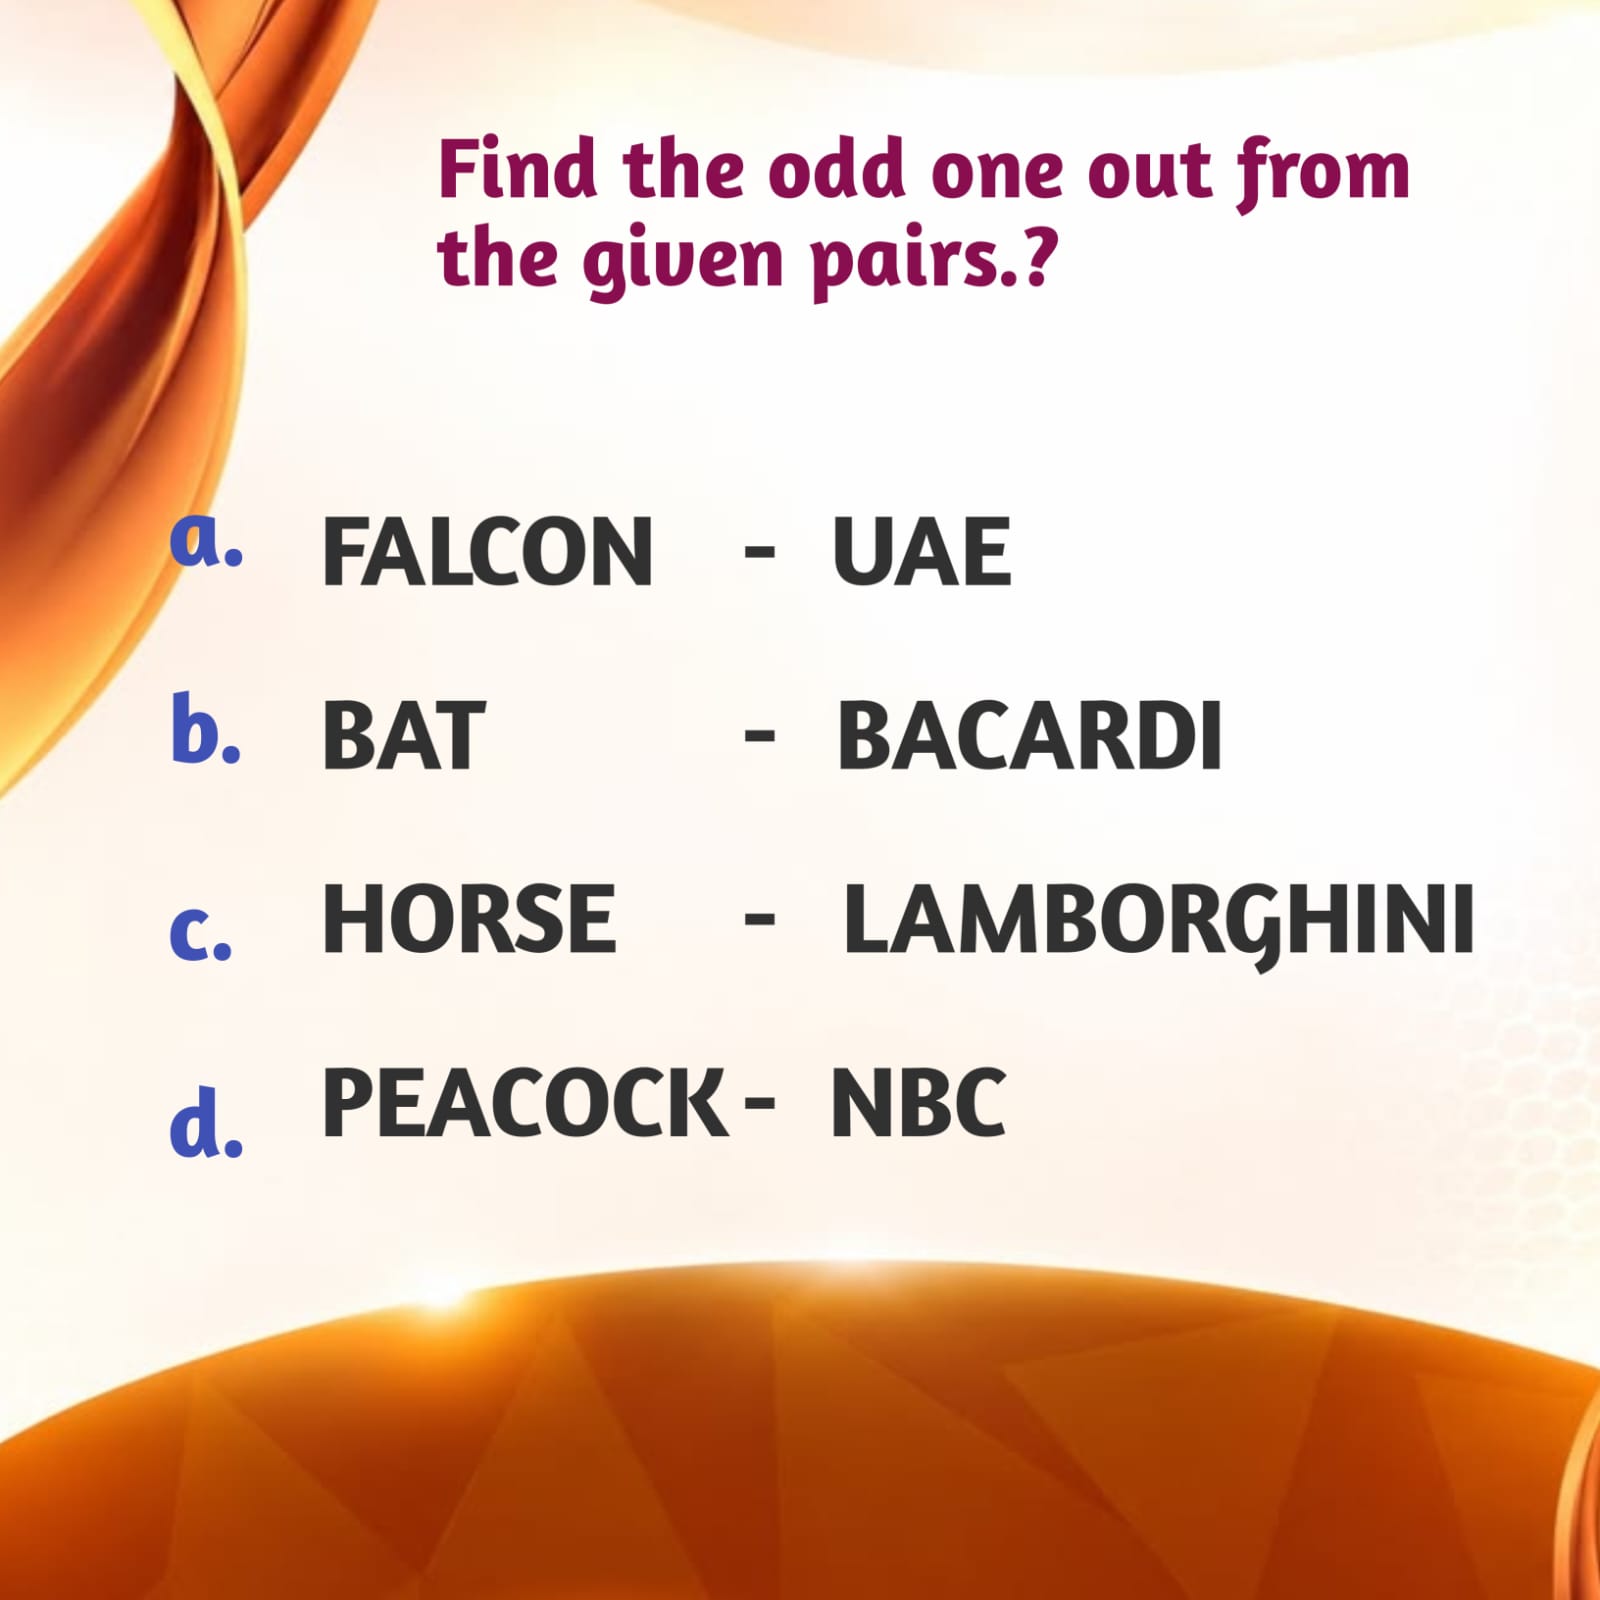 Find the odd one out from
the given pairs.?
a. FALCON - UAE
b. BAT - BACARDI
c. HORSE - LAMBORGHINI
d. PEACOCK - NBC